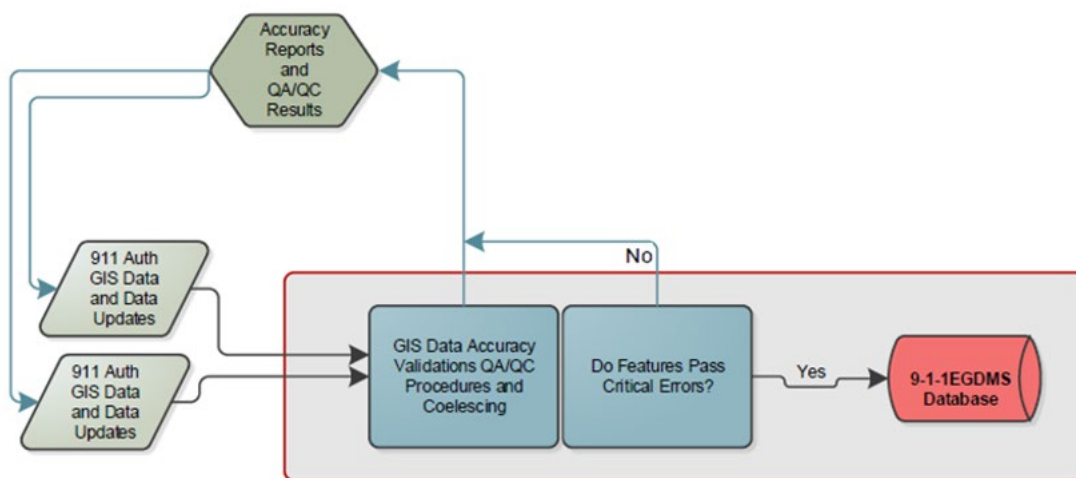 Accuracy
Reports
and
QA/QC
Results
911 Auth
GIS Data
and Data
Updates
No
GIS Data Accuracy
Validations QA/QC
Procedures and
Coelescing
Do Features Pass
Critical Errors?
Yes
9-1-1EGDMS
Database
911 Auth
GIS Data
and Data
Updates